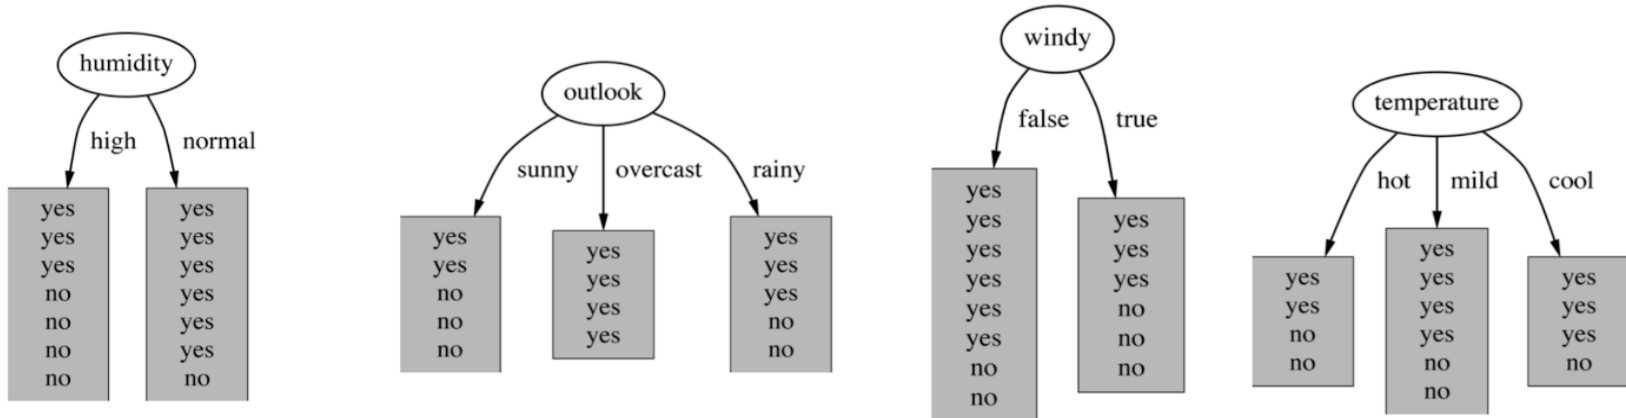 humidity
high
normal
yes
yes
yes
no
no
no
no
yes
yes
yes
yes
yes
yes
no
outlook
sunny
overcast
rainy
yes
yes
no
no
no
yes
yes
yes
yes
yes
yes
yes
no
no
windy
false
true
yes
yes
yes
yes
yes
yes
no
no
yes
yes
yes
no
no
no
temperature
hot
mild
cool
yes
yes
no
no
yes
yes
yes
yes
no
no
yes
yes
yes
no